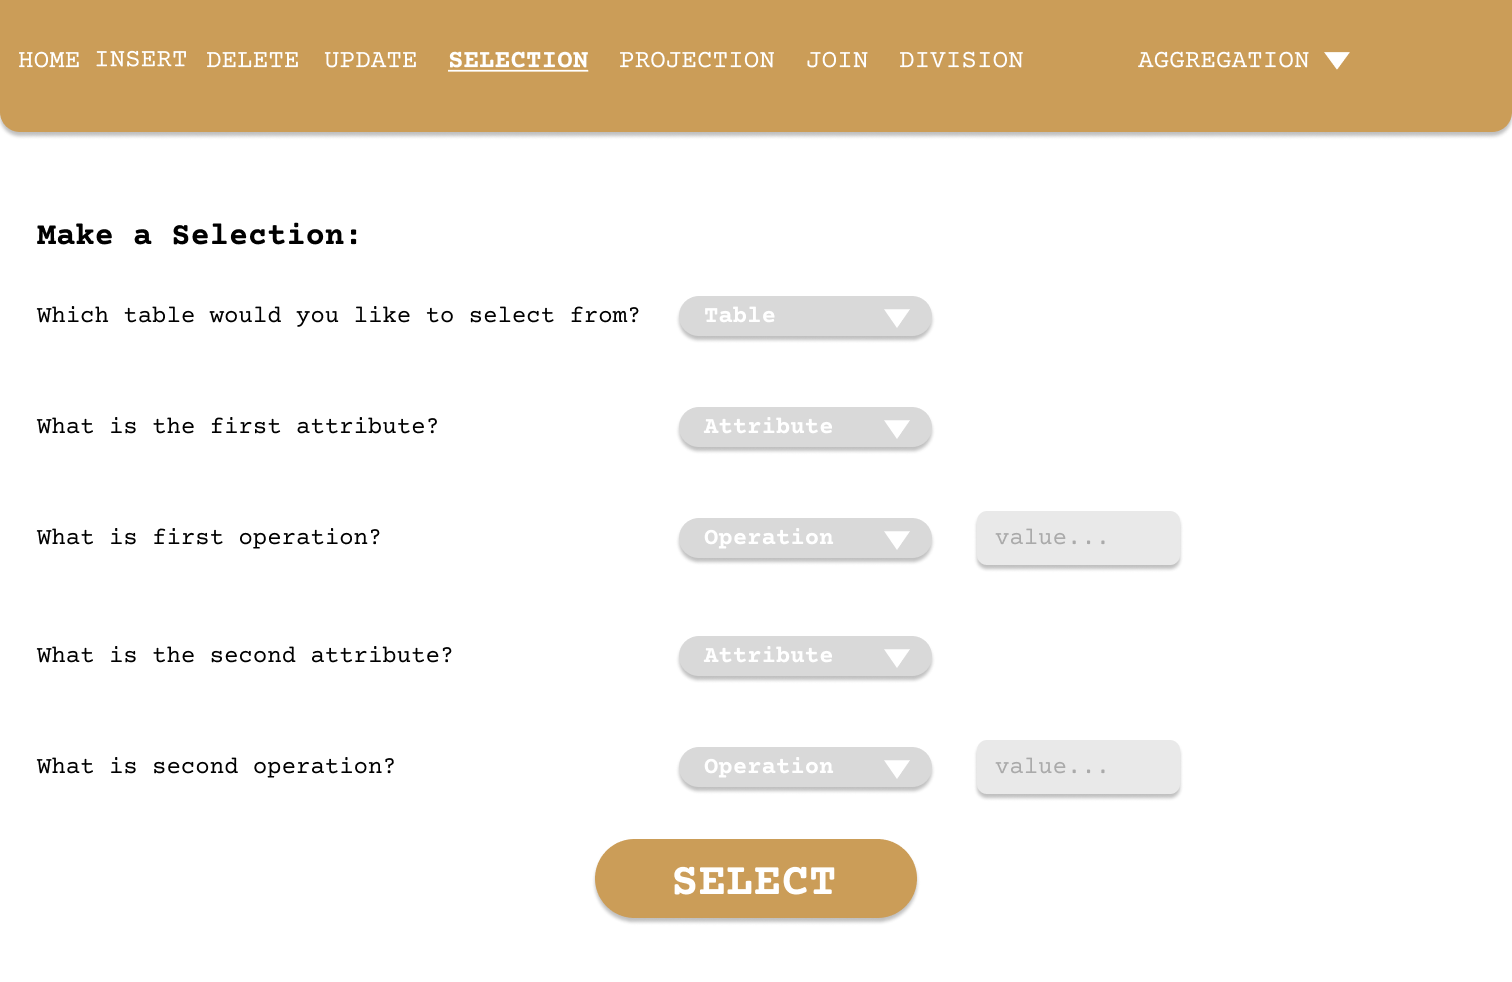 HOME INSERT DELETE UPDATE SELECTION PROJECTION JOIN DIVISION AGGREGATION
Make a Selection:
Which table would you like to select from? Table
What is the first attribute? Attribute
What is first operation? Operation value...
What is the second attribute? Attribute
What is second operation? Operation value...
SELECT